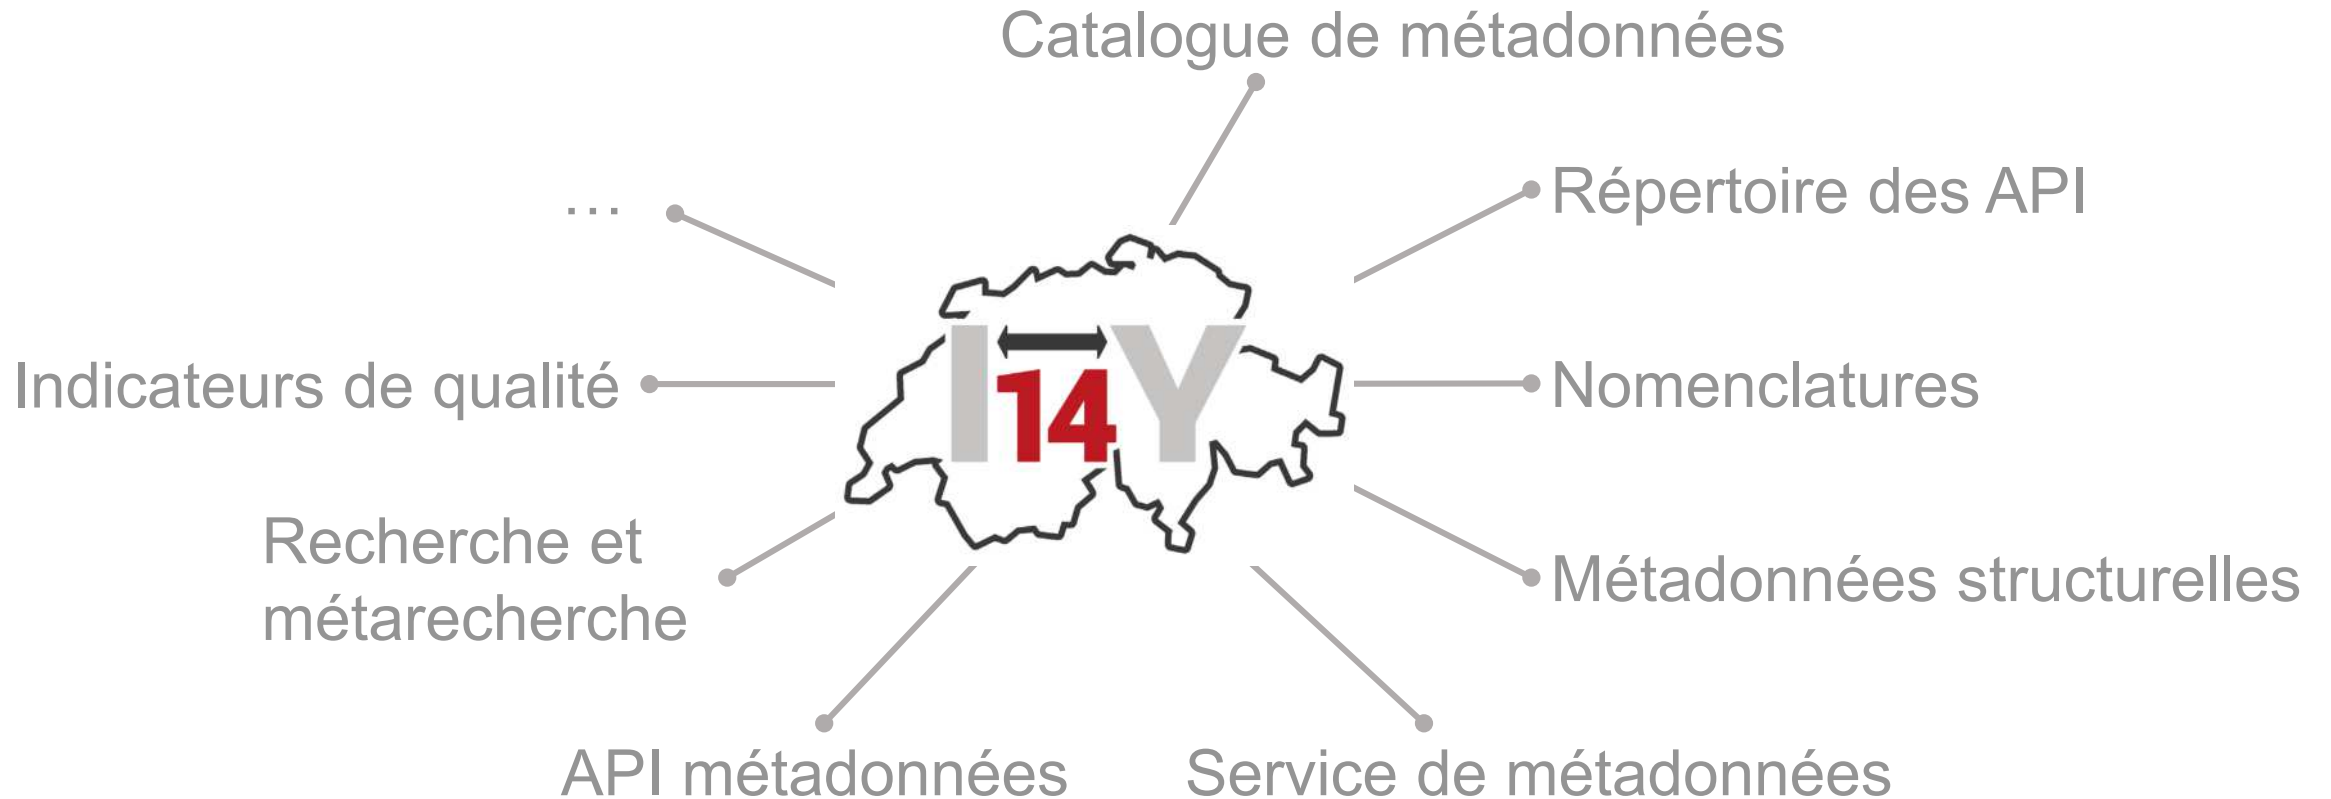 Catalogue de métadonnées
Répertoire des API
…
I14Y
Indicateurs de qualité
Nomenclatures
Recherche et
métarecherche
Métadonnées structurelles
API métadonnées
Service de métadonnées